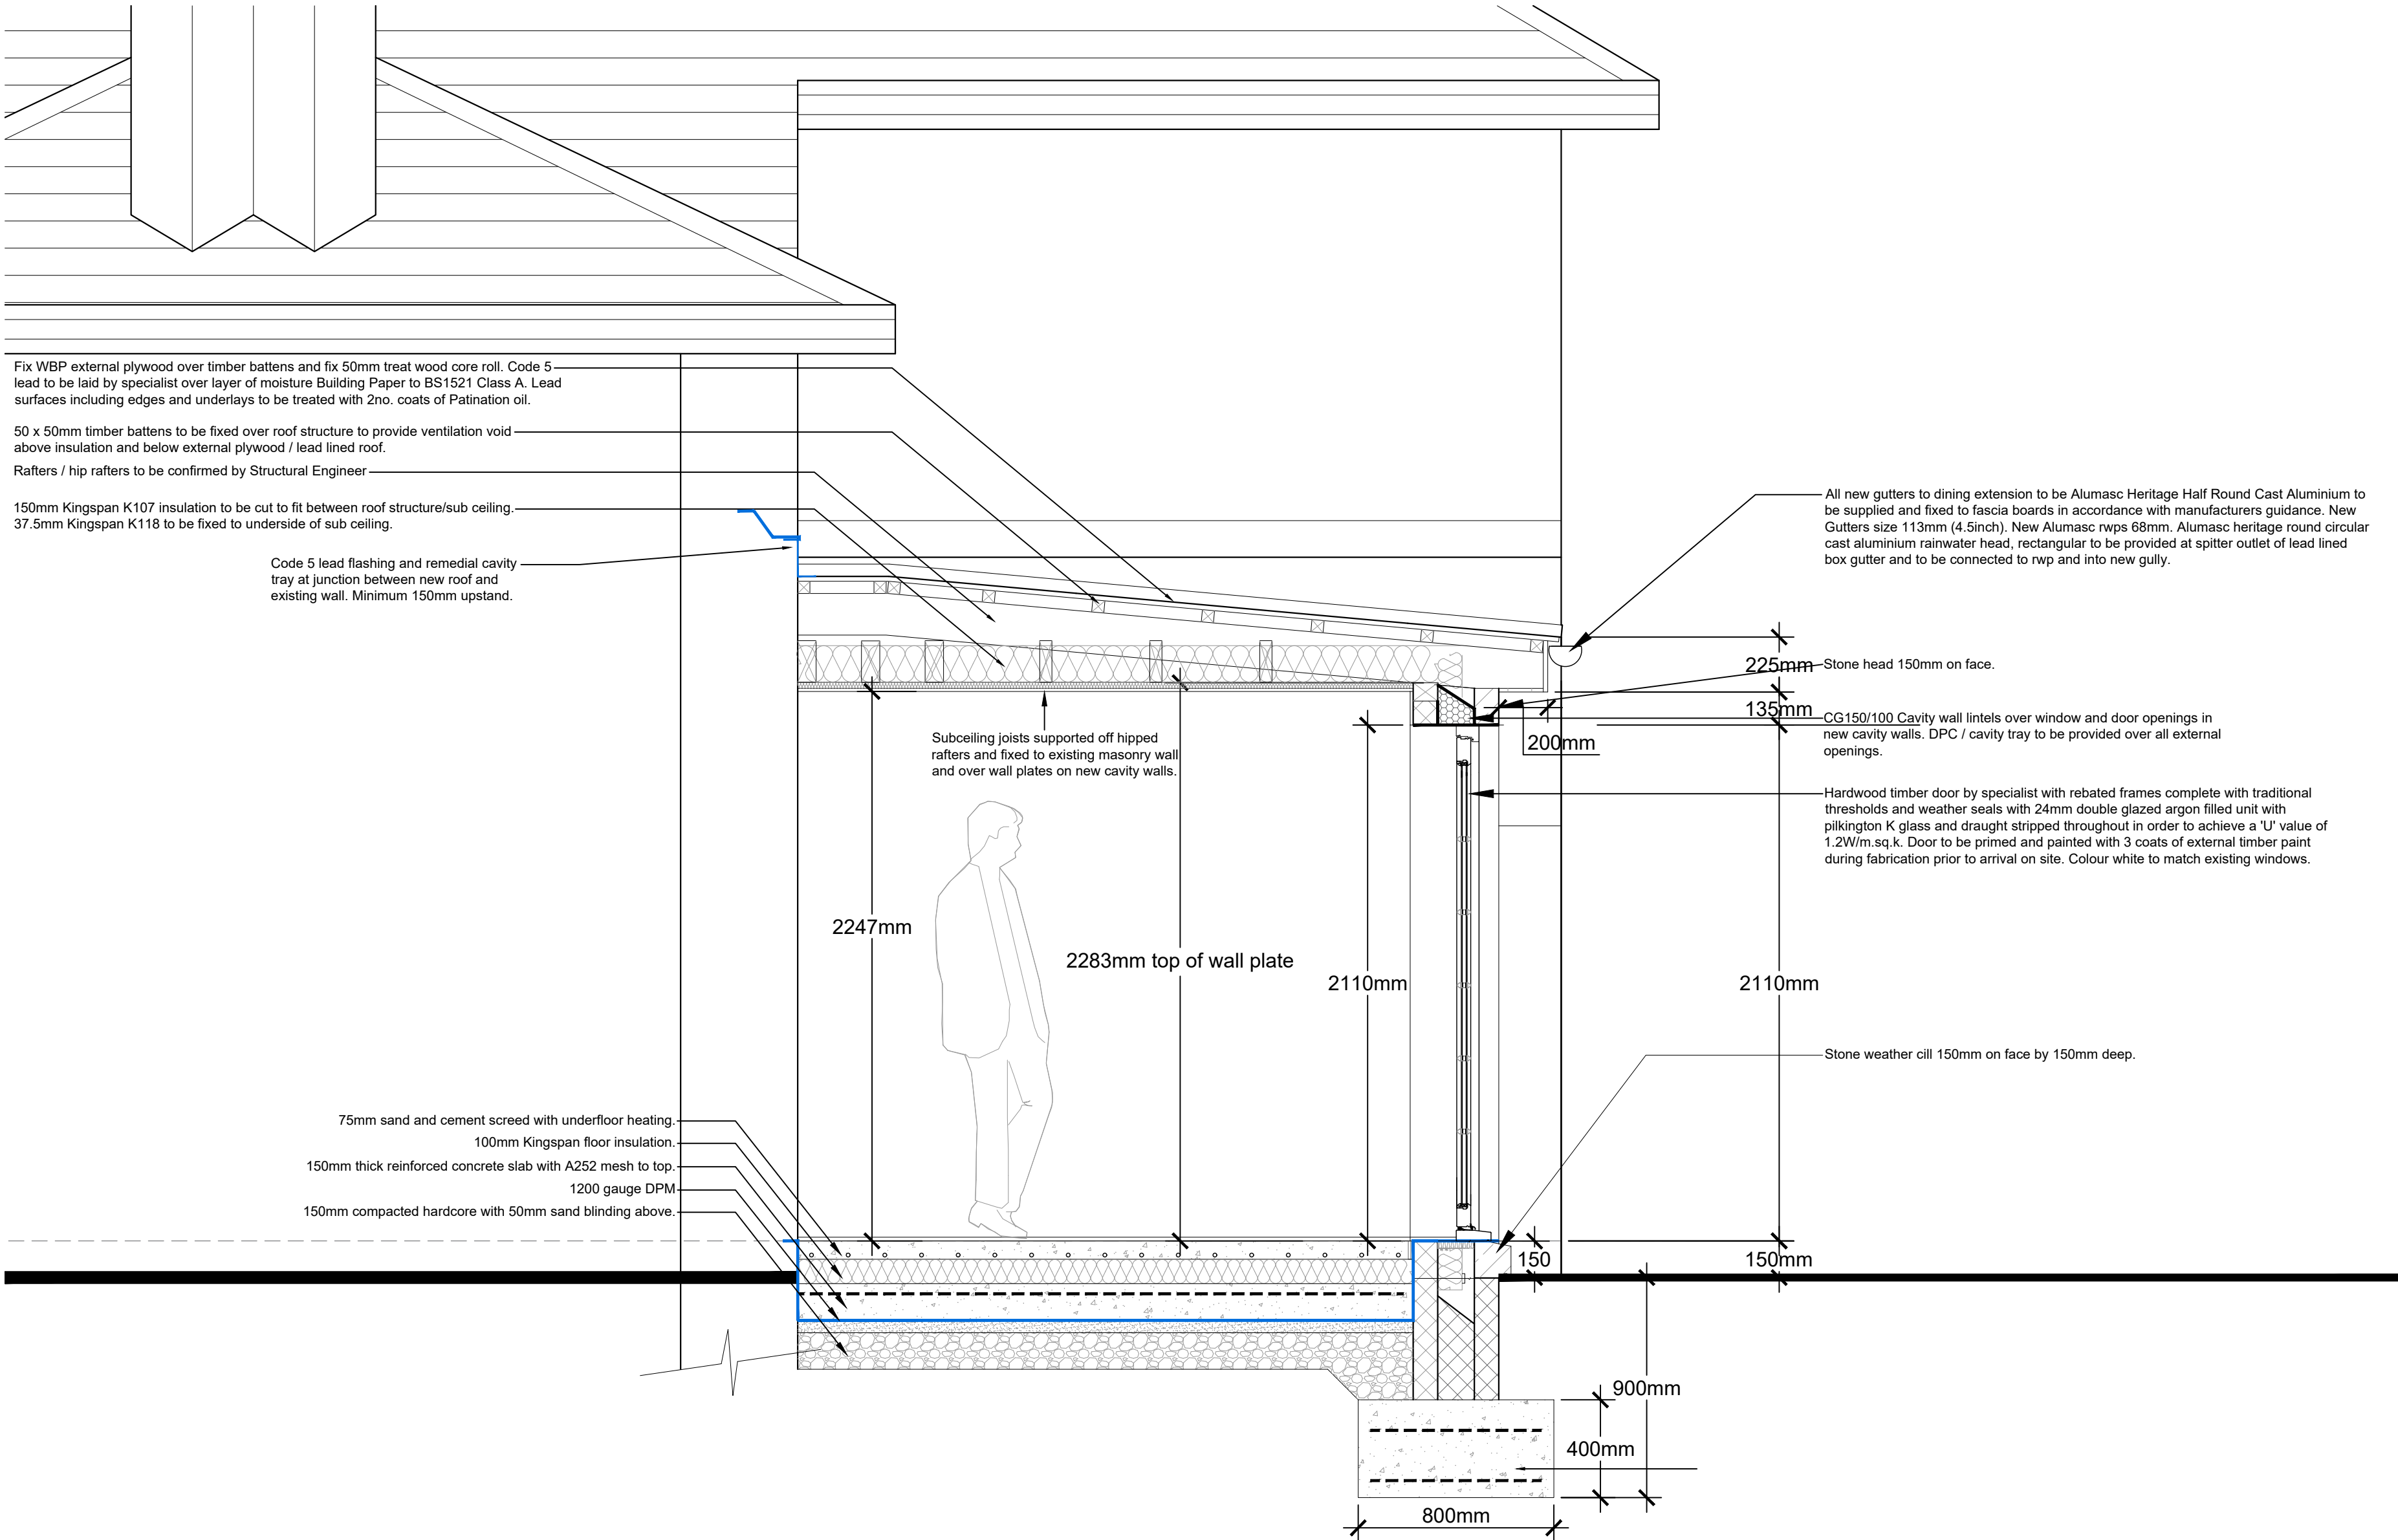 Fix WBP external plywood over timber battens and fix 50mm treat wood core roll. Code 5
lead to be laid by specialist over layer of moisture Building Paper to BS1521 Class A. Lead
surfaces including edges and underlays to be treated with 2no. coats of Patination oil.
50 x 50mm timber battens to be fixed over roof structure to provide ventilation void
above insulation and below external plywood / lead lined roof.
Rafters / hip rafters to be confirmed by Structural Engineer
150mm Kingspan K107 insulation to be cut to fit between roof structure/sub ceiling.
37.5mm Kingspan K118 to be fixed to underside of sub ceiling.
Code 5 lead flashing and remedial cavity
tray at junction between new roof and
existing wall. Minimum 150mm upstand.
All new gutters to dining extension to be Alumasc Heritage Half Round Cast Aluminium to
be supplied and fixed to fascia boards in accordance with manufacturers guidance. New
Gutters size 113mm (4.5inch). New Alumasc rwps 68mm. Alumasc heritage round circular
cast aluminium rainwater head, rectangular to be provided at spitter outlet of lead lined
box gutter and to be connected to rwp and into new gully.
225mm
Stone head 150mm on face.
135mm
CG150/100 Cavity wall lintels over window and door openings in
new cavity walls. DPC / cavity tray to be provided over all external
openings.
200mm
Subceiling joists supported off hipped
rafters and fixed to existing masonry wall
and over wall plates on new cavity walls.
Hardwood timber door by specialist with rebated frames complete with traditional
thresholds and weather seals with 24mm double glazed argon filled unit with
pilkington K glass and draught stripped throughout in order to achieve a 'U' value of
1.2W/m.sq.k. Door to be primed and painted with 3 coats of external timber paint
during fabrication prior to arrival on site. Colour white to match existing windows.
2247mm
2283mm top of wall plate
2110mm
2110mm
Stone weather cill 150mm on face by 150mm deep.
75mm sand and cement screed with underfloor heating.
100mm Kingspan floor insulation.
150mm thick reinforced concrete slab with A252 mesh to top.
1200 gauge DPM
150mm compacted hardcore with 50mm sand blinding above.
150
150mm
900mm
400mm
800mm